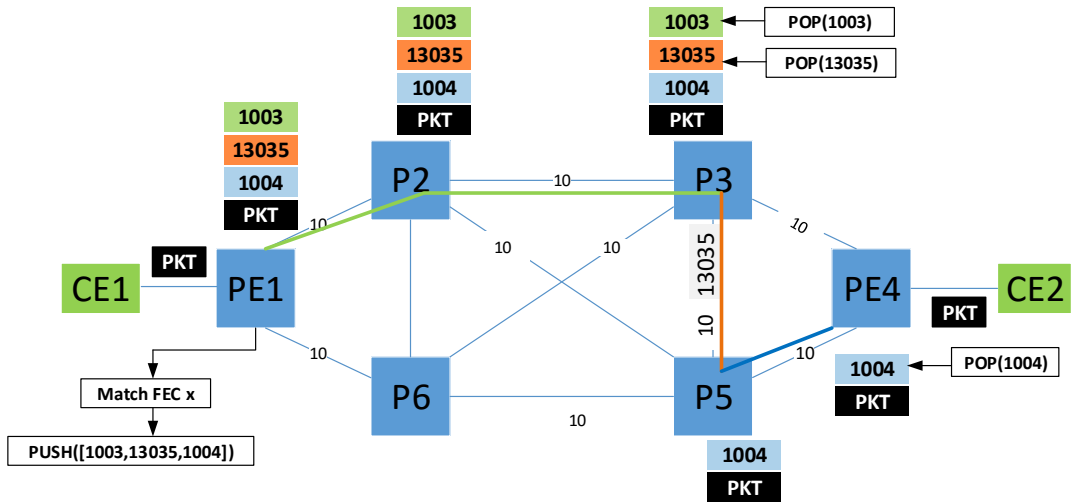 1003
13035
1004
PKT
1003
13035
1004
PKT
POP(1003)
POP(13035)
1003
13035
1004
PKT
P2
10
P3
10
10
10
10
PKT
CE1
PE1
13035
10
PE4
CE2
PKT
10
10
1004
PKT
POP(1004)
Match FEC x
P6
P5
10
PUSH([1003,13035,1004])
1004
PKT